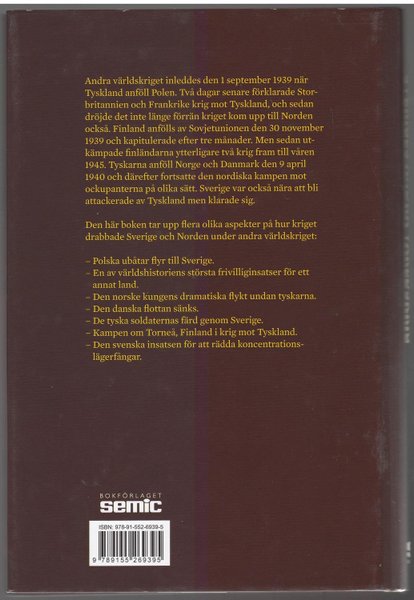 Andra världskriget inleddes den 1 september 1939 när
Tyskland anföll Polen. Två dagar senare förklarade Stor-
britannien och Frankrike krig mot Tyskland, och sedan
dröjde det inte länge förrän kriget kom upp till Norden
också. Finland anfölls av Sovjetunionen den 30 november
1939 och kapitulerade efter tre månader. Men sedan ut-
kämpade finländarna ytterligare två krig fram till våren
1945. Tyskarna anföll Norge och Danmark den 9 april
1940 och därefter fortsatte den nordiska kampen mot
ockupanterna på olika sätt. Sverige var också nära att bli
attackerade av Tyskland men klarade sig.
Den här boken tar upp flera olika aspekter på hur kriget
drabbade Sverige och Norden under andra världskriget:
– Polska ubåtar flyr till Sverige.
– En av världshistoriens största frivilliginsatser för ett
annat land.
– Den norske kungens dramatiska flykt undan tyskarna.
– Den danska flottan sänks.
– De tyska soldaternas färd genom Sverige.
– Kampen om Torneå, Finland i krig mot Tyskland.
– Den svenska insatsen för att rädda koncentrations-
lägerfångar.
BOKFÖRLAGET
semic
ISBN: 978-91-552-6939-5
9 789155 269395